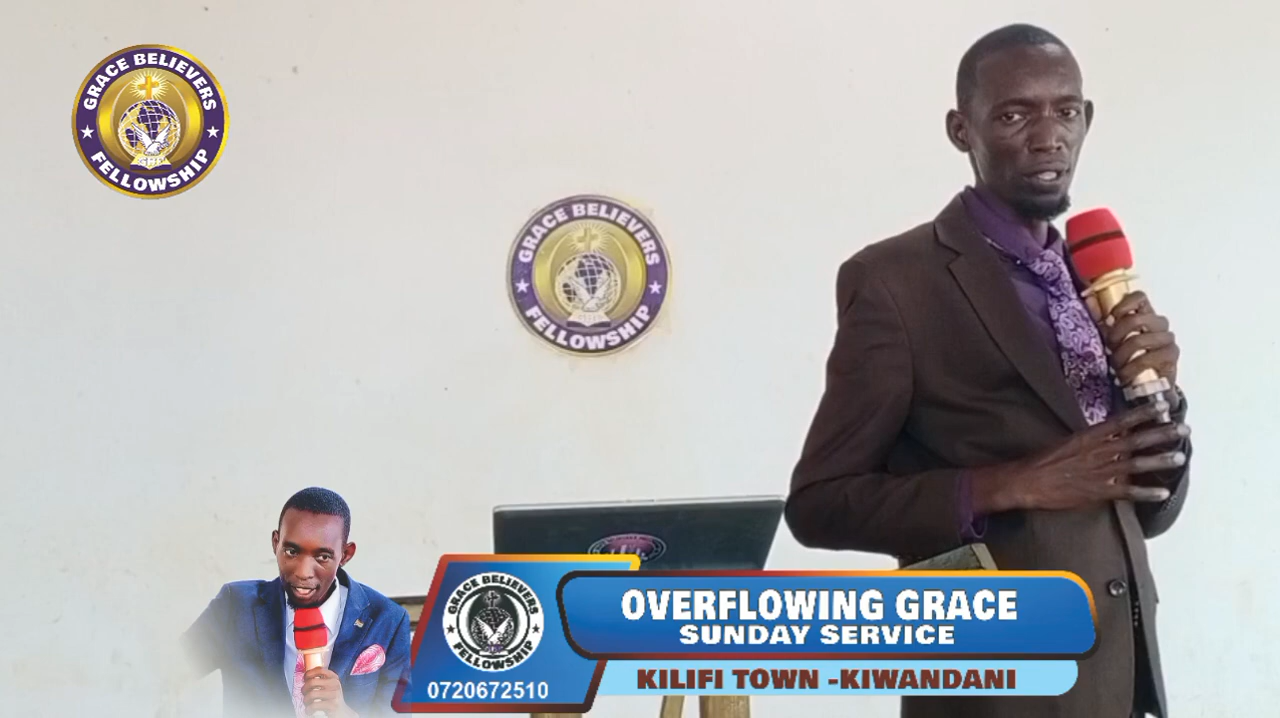 GRACE BELIEVERS
FELLOWSHIP
GRACE BELIEVERS
FELLOWSHIP
GRACE BELIEVERS
FELLOWSHIP
0720672510
OVERFLOWING GRACE
SUNDAY SERVICE
KILIFI TOWN -KIWANDANI